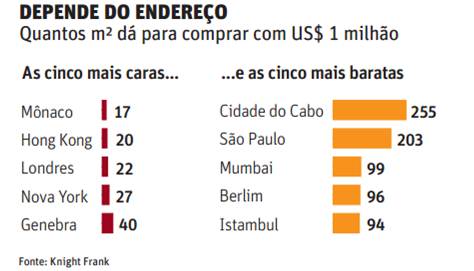 DEPENDE DO ENDEREÇO
Quantos m² dá para comprar com US$ 1 milhão
As cinco mais caras...
Mônaco 17
Hong Kong 20
Londres 22
Nova York 27
Genebra 40
...e as cinco mais baratas
Cidade do Cabo 255
São Paulo 203
Mumbai 99
Berlim 96
Istambul 94
Fonte: Knight Frank